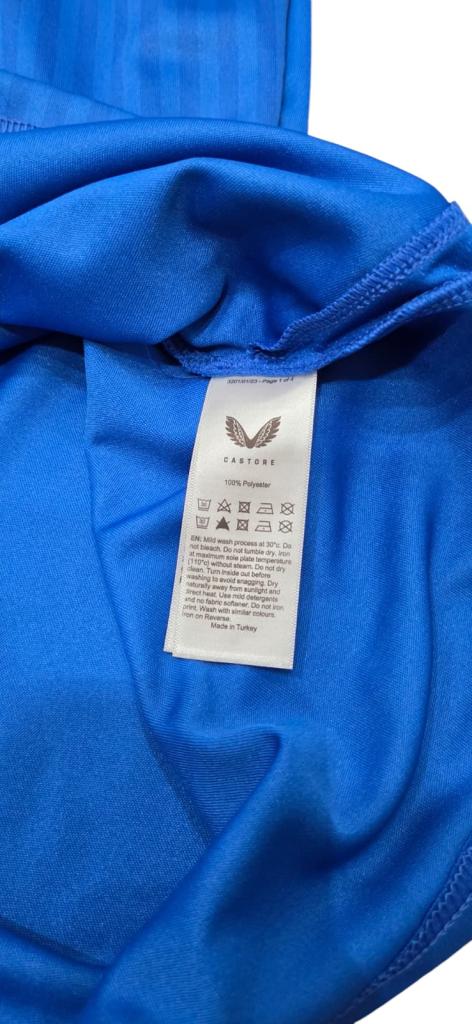 3201/01/23 - Page 1 of 4
CASTORE
100% Polyester
EN: Mild wash process at 30°c. Do
not bleach. Do not tumble dry. Iron
at maximum sole plate temperature
(110°c) without steam. Do not dry
clean. Turn inside out before
washing to avoid snagging. Dry
naturally away from sunlight and
direct heat. Use mild detergents
and no fabric softener. Do not iron
print. Wash with similar colours.
Iron on Reverse.
Made in Turkey